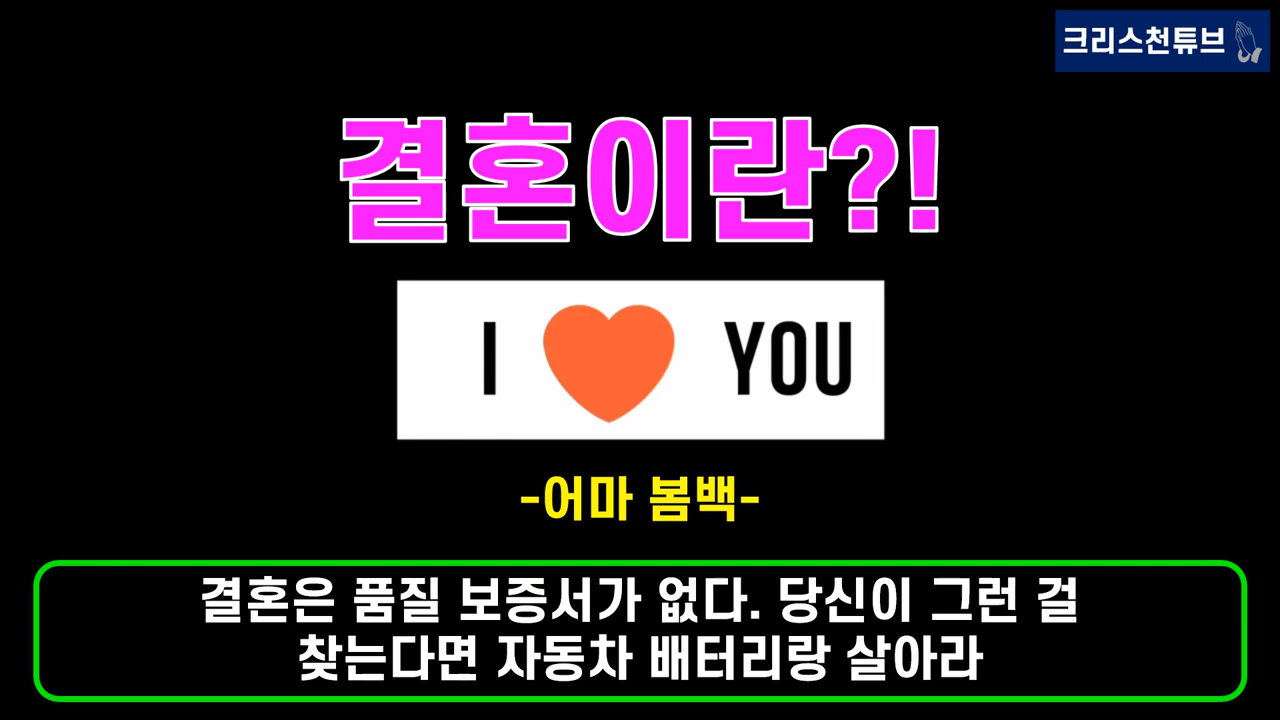 크리스천튜브
결혼이란?!
I YOU
-어마 봄백-
결혼은 품질 보증서가 없다. 당신이 그런 걸
찾는다면 자동차 배터리랑 살아라